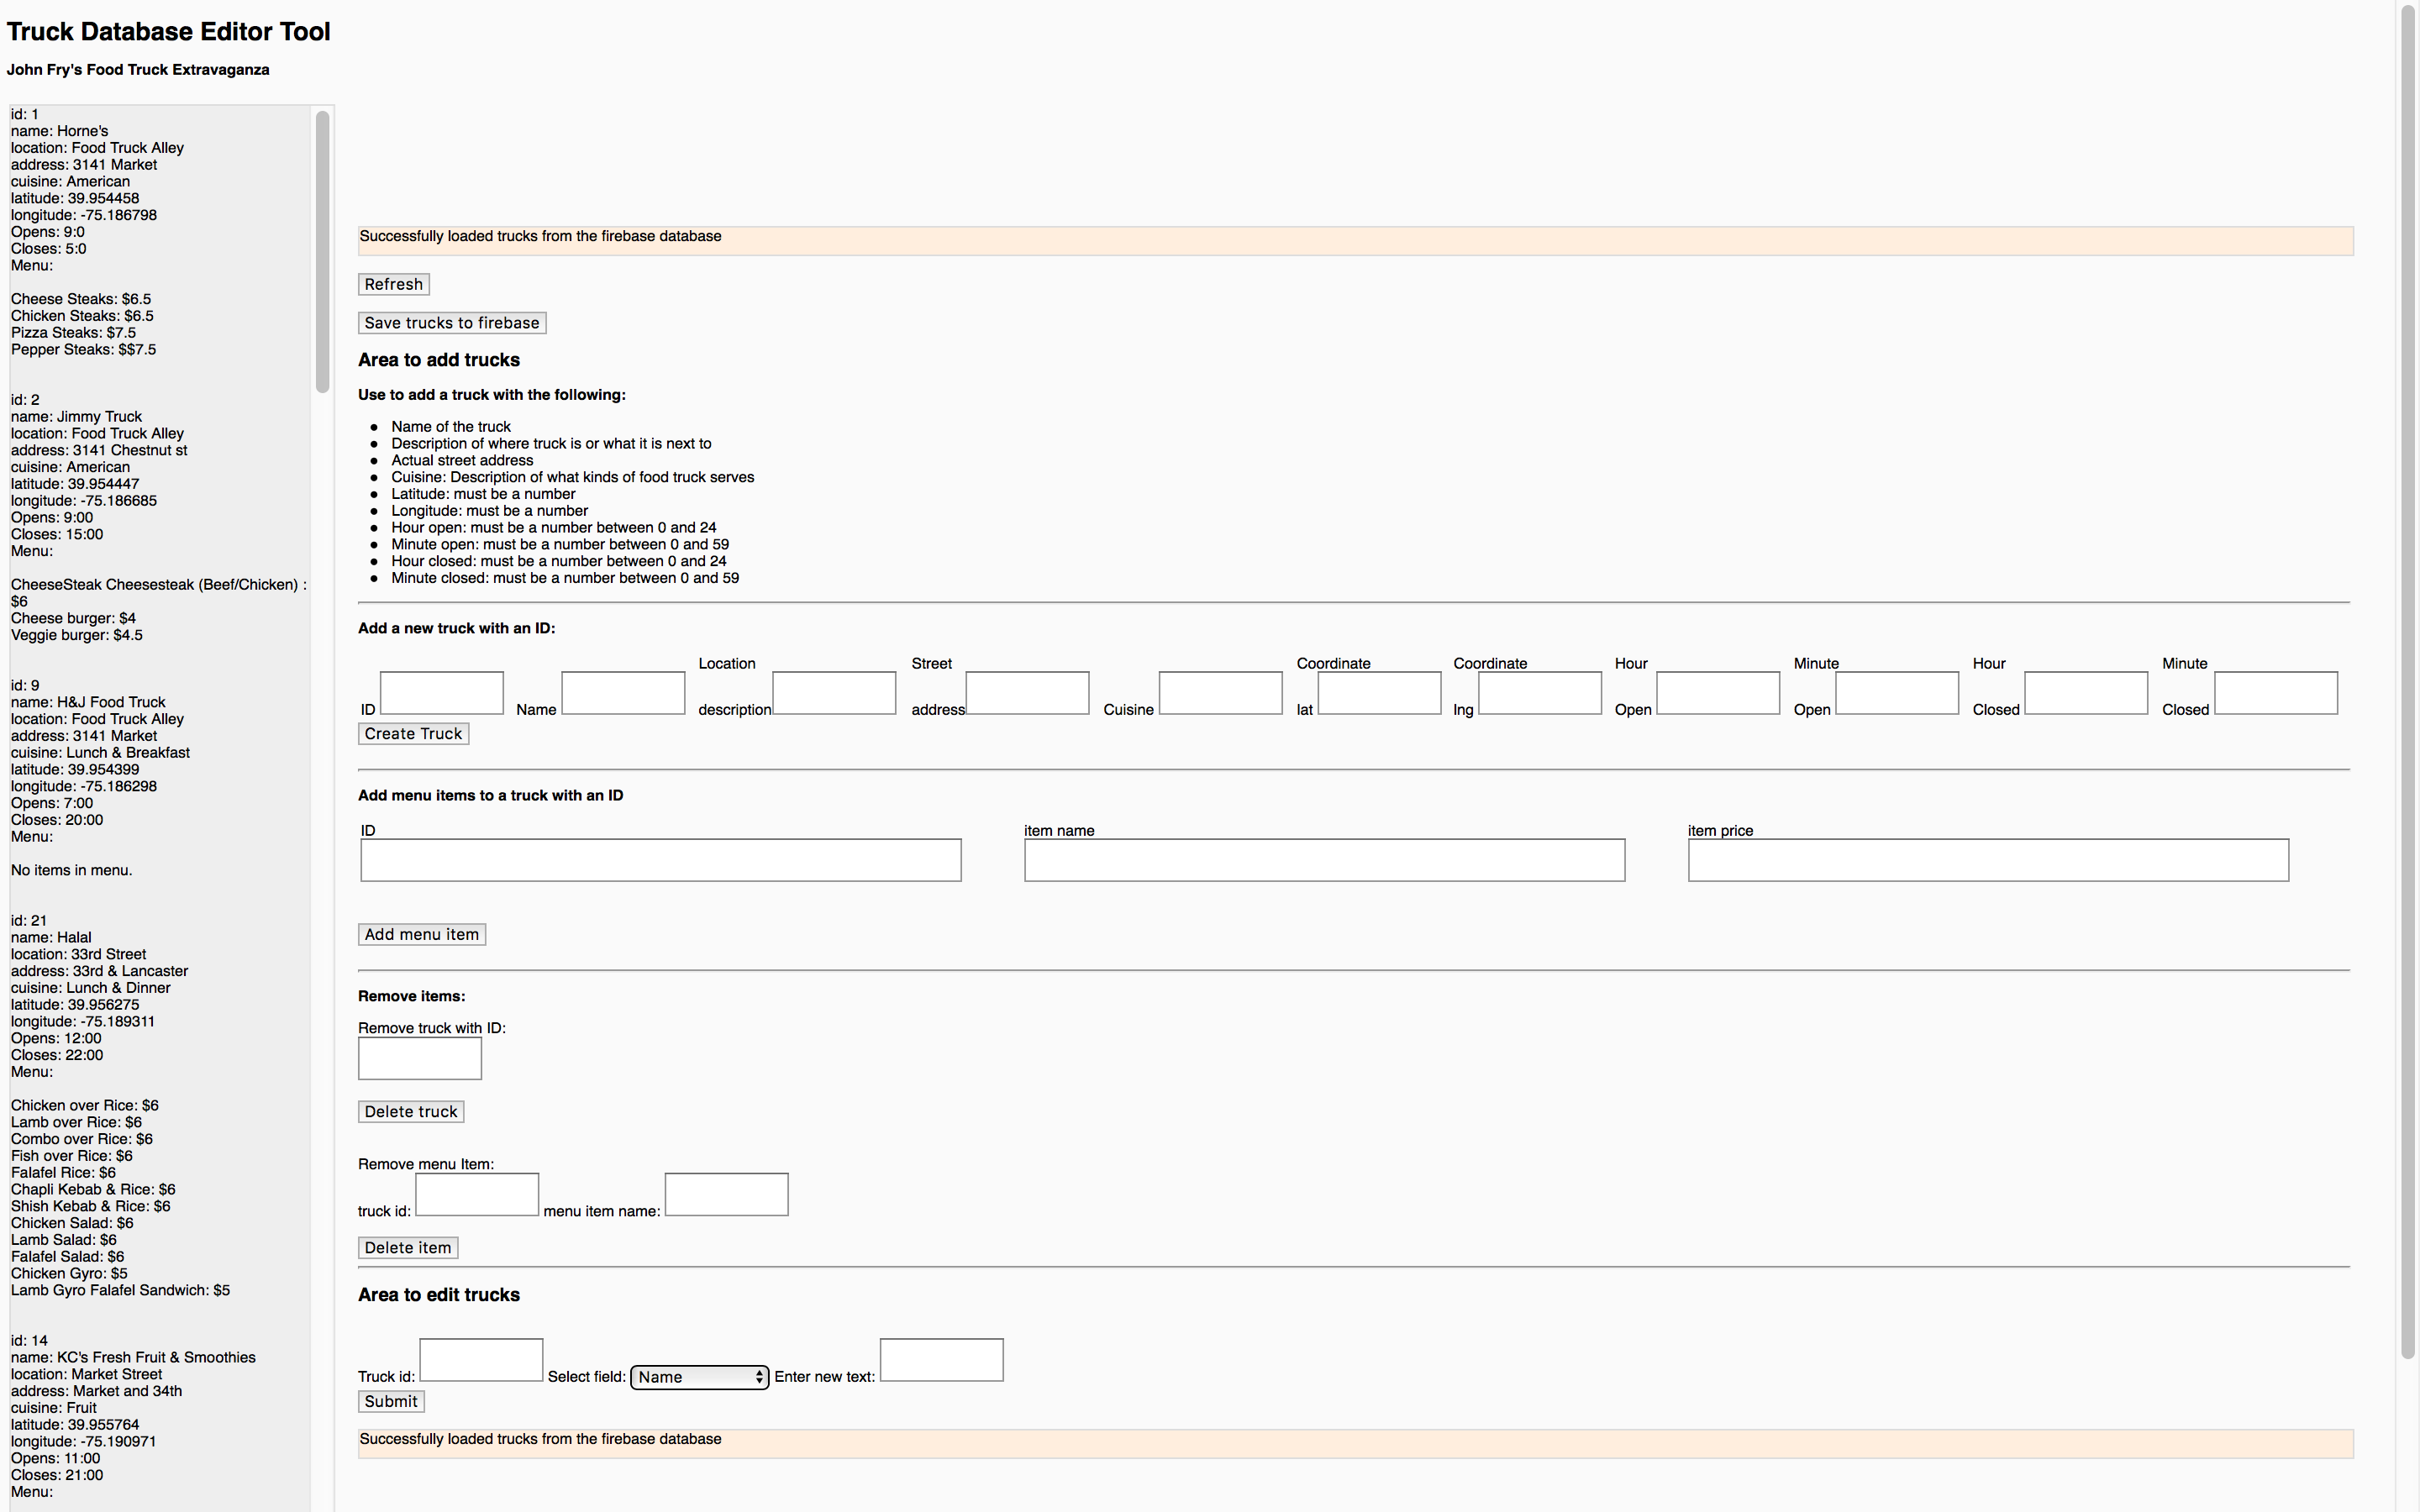 Truck Database Editor Tool
John Fry's Food Truck Extravaganza
id: 1
name: Horne's
location: Food Truck Alley
address: 3141 Market
cuisine: American
latitude: 39.954458
longitude: -75.186798
Opens: 9:0
Closes: 5:0
Menu:
Cheese Steaks: $6.5
Chicken Steaks: $6.5
Pizza Steaks: $7.5
Pepper Steaks: $$7.5
id: 2
name: Jimmy Truck
location: Food Truck Alley
address: 3141 Chestnut st
cuisine: American
latitude: 39.954447
longitude: -75.186685
Opens: 9:00
Closes: 15:00
Menu:
CheeseSteak Cheesesteak (Beef/Chicken) :
$6
Cheese burger: $4
Veggie burger: $4.5
id: 9
name: H&J Food Truck
location: Food Truck Alley
address: 3141 Market
cuisine: Lunch & Breakfast
latitude: 39.954399
longitude: -75.186298
Opens: 7:00
Closes: 20:00
Menu:
No items in menu.
id: 21
name: Halal
location: 33rd Street
address: 33rd & Lancaster
cuisine: Lunch & Dinner
latitude: 39.956275
longitude: -75.189311
Opens: 12:00
Closes: 22:00
Menu:
Chicken over Rice: $6
Lamb over Rice: $6
Combo over Rice: $6
Fish over Rice: $6
Falafel Rice: $6
Chapli Kebab & Rice: $6
Shish Kebab & Rice: $6
Chicken Salad: $6
Lamb Salad: $6
Falafel Salad: $6
Chicken Gyro: $5
Lamb Gyro Falafel Sandwich: $5
id: 14
name: KC's Fresh Fruit & Smoothies
location: Market Street
address: Market and 34th
cuisine: Fruit
latitude: 39.955764
longitude: -75.190971
Opens: 11:00
Closes: 21:00
Menu:
Successfully loaded trucks from the firebase database
Refresh
Save trucks to firebase
Area to add trucks
Use to add a truck with the following:
Name of the truck
Description of where truck is or what it is next to
Actual street address
Cuisine: Description of what kinds of food truck serves
Latitude: must be a number
Longitude: must be a number
Hour open: must be a number between 0 and 24
Minute open: must be a number between 0 and 59
Hour closed: must be a number between 0 and 24
Minute closed: must be a number between 0 and 59
Add a new truck with an ID:
ID
Name
Location
description
Street
address
Cuisine
Coordinate
lat
Coordinate
lng
Hour
Open
Minute
Open
Hour
Closed
Minute
Closed
Create Truck
Add menu items to a truck with an ID
ID
item name
item price
Add menu item
Remove items:
Remove truck with ID:
Delete truck
Remove menu Item:
truck id:
menu item name:
Delete item
Area to edit trucks
Truck id:
Select field: Name
Enter new text:
Submit
Successfully loaded trucks from the firebase database